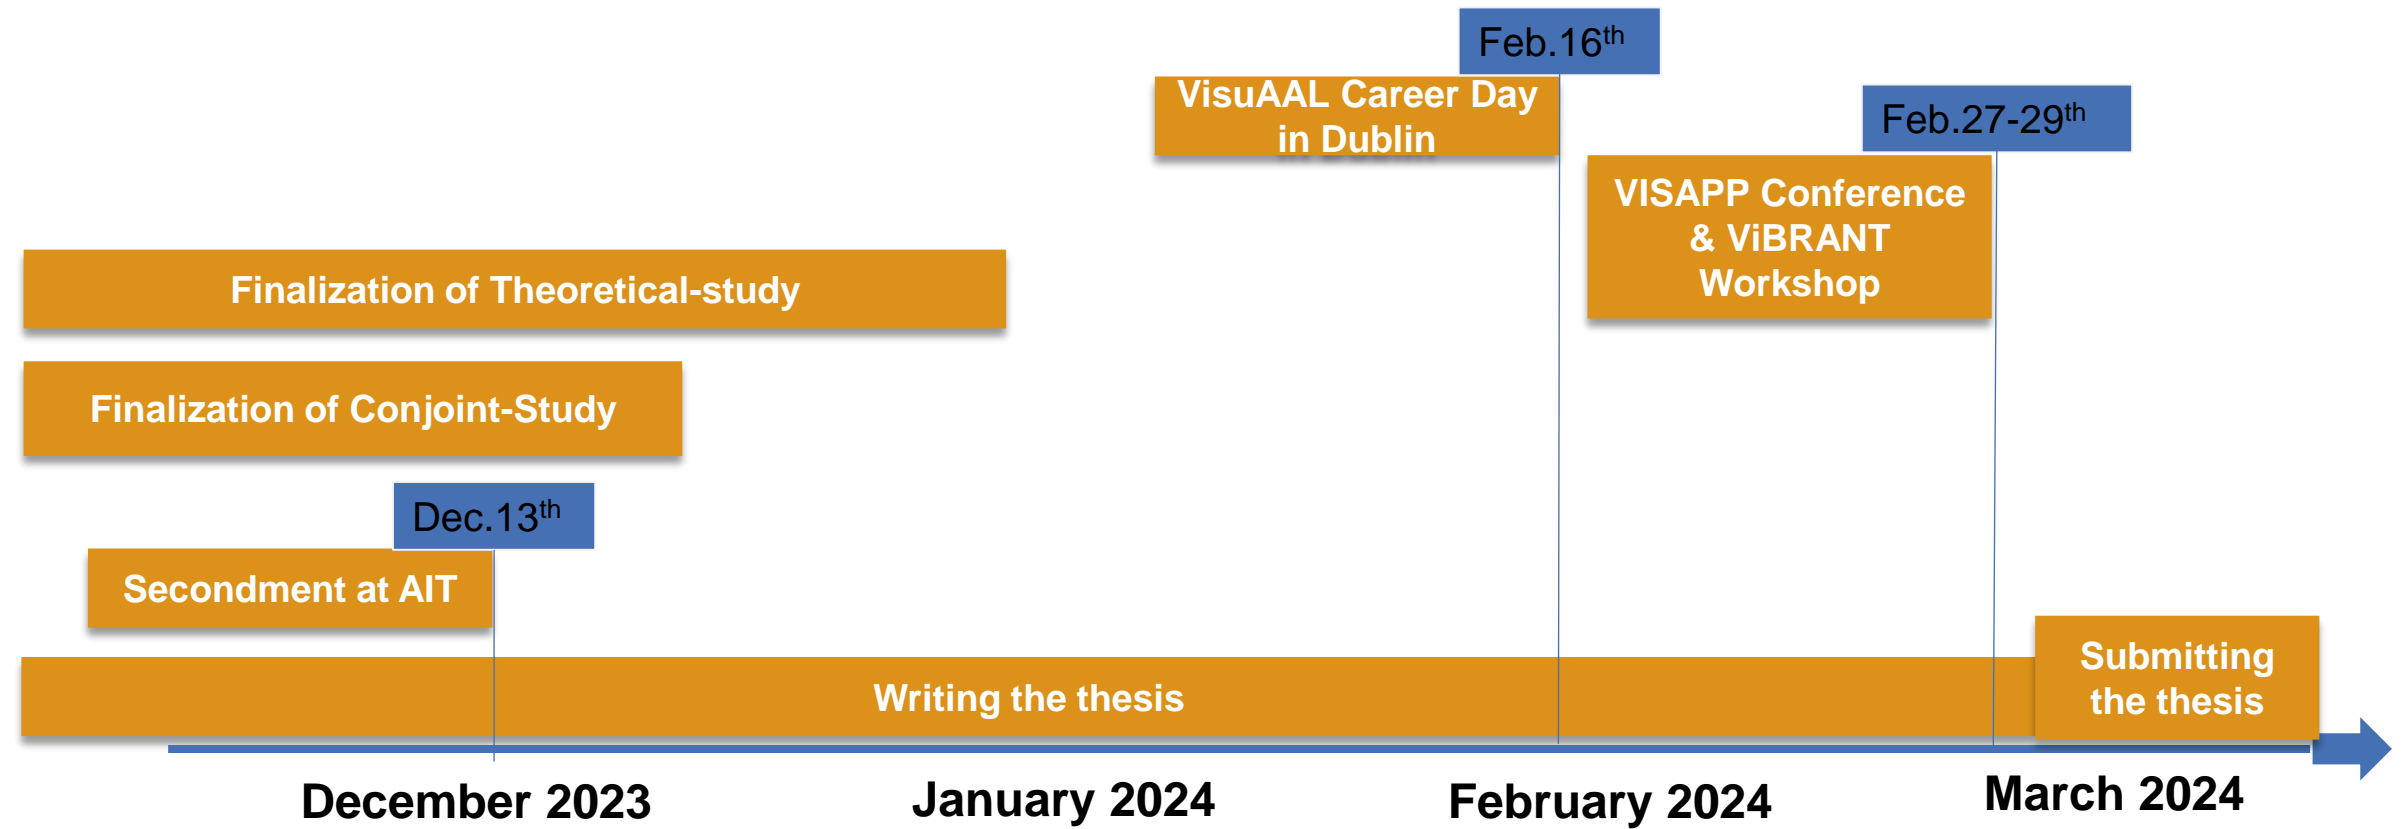 Feb.16th
VisuAAL Career Day
in Dublin
Feb.27-29th
VISAPP Conference
& ViBRANT
Workshop
Finalization of Theoretical-study
Finalization of Conjoint-Study
Dec.13th
Secondment at AIT
Writing the thesis
Submitting
the thesis
December 2023
January 2024
February 2024
March 2024